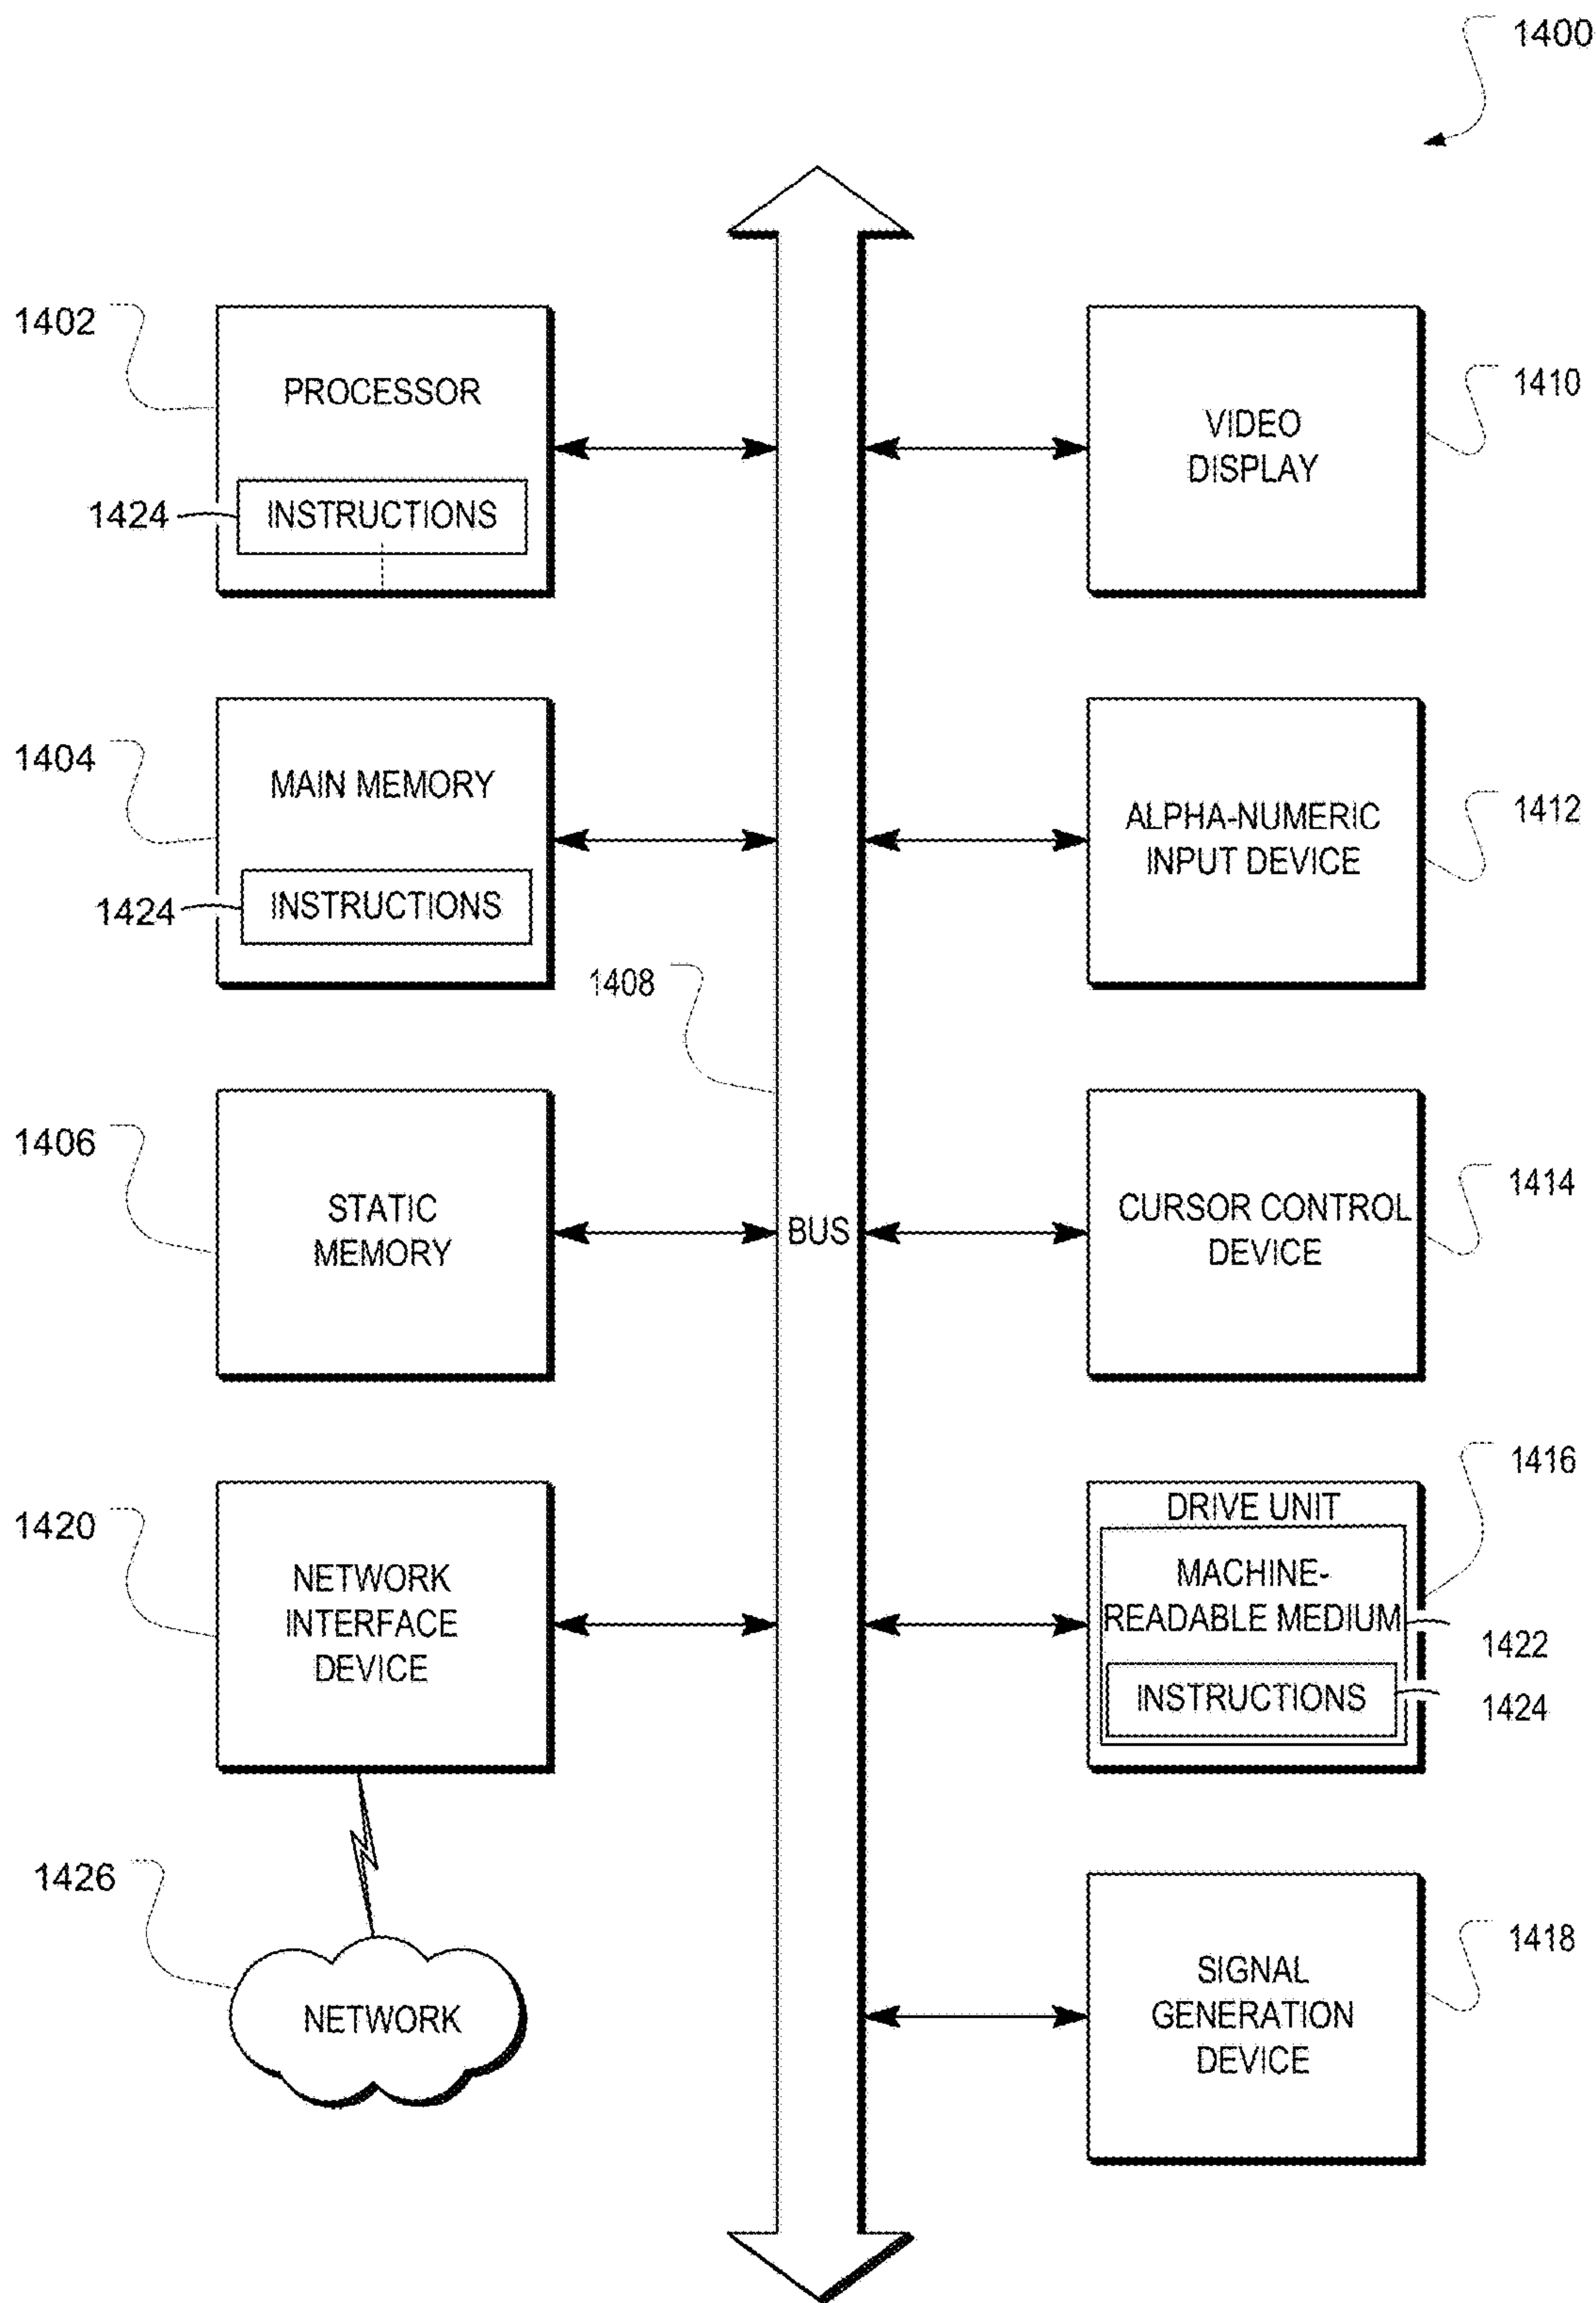 1400
1402
PROCESSOR
1424
INSTRUCTIONS
1410
VIDEO
DISPLAY
1404
MAIN MEMORY
1424
INSTRUCTIONS
1412
ALPHA-NUMERIC
INPUT DEVICE
1408
1406
STATIC
MEMORY
BUS
1414
CURSOR CONTROL
DEVICE
1420
NETWORK
INTERFACE
DEVICE
1416
DRIVE UNIT
MACHINE-
READABLE MEDIUM
1422
INSTRUCTIONS
1424
1426
NETWORK
1418
SIGNAL
GENERATION
DEVICE